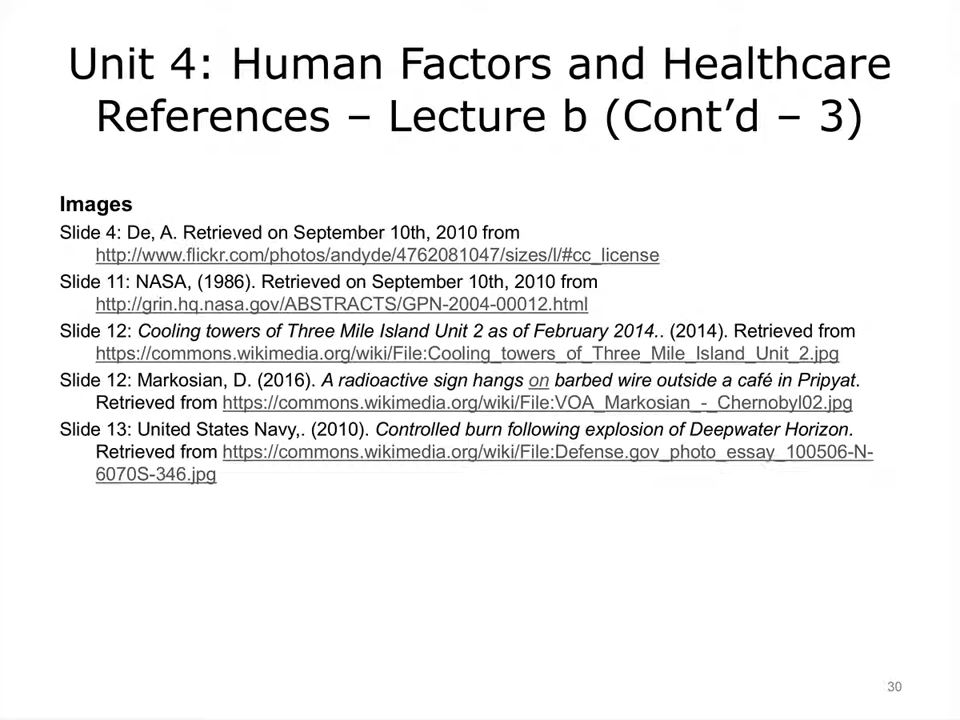 Unit 4: Human Factors and Healthcare
References – Lecture b (Cont’d – 3)
Images
Slide 4: De, A. Retrieved on September 10th, 2010 from
http://www.flickr.com/photos/andyde/4762081047/sizes/l/#cc_license
Slide 11: NASA, (1986). Retrieved on September 10th, 2010 from
http://grin.hq.nasa.gov/ABSTRACTS/GPN-2004-00012.html
Slide 12: Cooling towers of Three Mile Island Unit 2 as of February 2014.. (2014). Retrieved from
https://commons.wikimedia.org/wiki/File:Cooling_towers_of_Three_Mile_Island_Unit_2.jpg
Slide 12: Markosian, D. (2016). A radioactive sign hangs on barbed wire outside a café in Pripyat.
Retrieved from https://commons.wikimedia.org/wiki/File:VOA_Markosian_-_Chernobyl02.jpg
Slide 13: United States Navy,. (2010). Controlled burn following explosion of Deepwater Horizon.
Retrieved from https://commons.wikimedia.org/wiki/File:Defense.gov_photo_essay_100506-N-
6070S-346.jpg
30